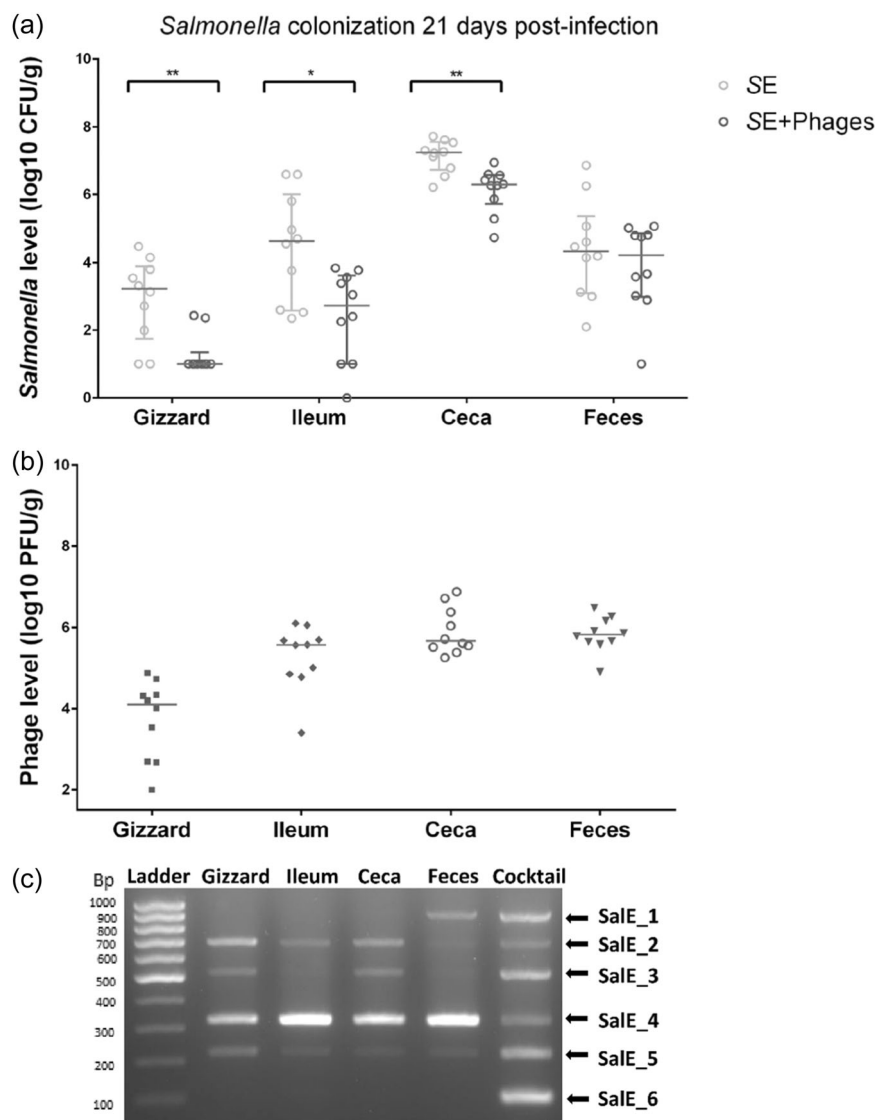 (a)
Salmonella colonization 21 days post-infection
Salmonella level (log10 CFU/g)
10
8
6
4
2
0
** * **
SE
SE+Phages
Gizzard Ileum Ceca Feces
(b)
Phage level (log10 PFU/g)
10
8
6
4
2
Gizzard Ileum Ceca Feces
(c)
Bp Ladder Gizzard Ileum Ceca Feces Cocktail
1000
900
800
700
600
500
400
300
200
100
SalE_1
SalE_2
SalE_3
SalE_4
SalE_5
SalE_6